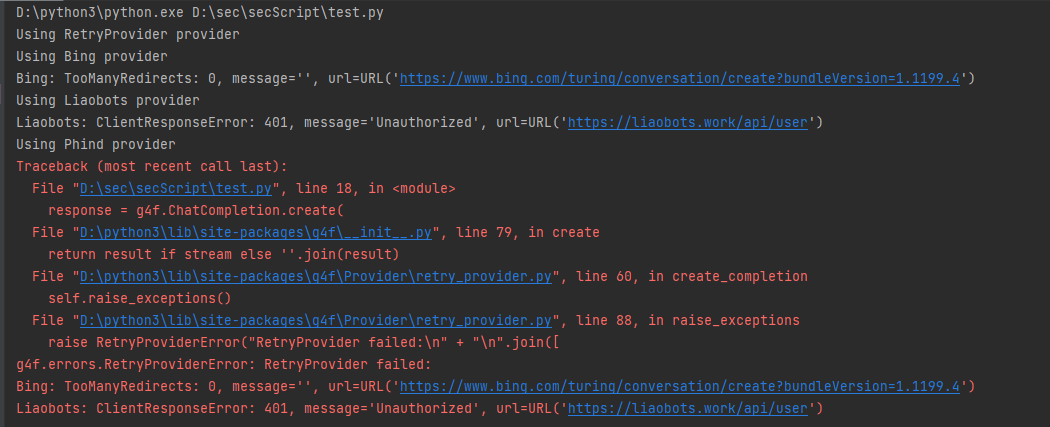 D:\python3\python.exe D:\sec\secScript\test.py
Using RetryProvider provider
Using Bing provider
Bing: TooManyRedirects: 0, message='', url=URL('https://www.bing.com/turing/conversation/create?bundleVersion=1.1199.4')
Using Liaobots provider
Liaobots: ClientResponseError: 401, message='Unauthorized', url=URL('https://liaobots.work/api/user')
Using Phind provider
Traceback (most recent call last):
  File "D:\sec\secScript\test.py", line 18, in <module>
    response = g4f.ChatCompletion.create(
  File "D:\python3\lib\site-packages\g4f\__init__.py", line 79, in create
    return result if stream else ''.join(result)
  File "D:\python3\lib\site-packages\g4f\Provider\retry_provider.py", line 60, in create_completion
    self.raise_exceptions()
  File "D:\python3\lib\site-packages\g4f\Provider\retry_provider.py", line 88, in raise_exceptions
    raise RetryProviderError("RetryProvider failed:\n" + "\n".join([
g4f.errors.RetryProviderError: RetryProvider failed:
Bing: TooManyRedirects: 0, message='', url=URL('https://www.bing.com/turing/conversation/create?bundleVersion=1.1199.4')
Liaobots: ClientResponseError: 401, message='Unauthorized', url=URL('https://liaobots.work/api/user')